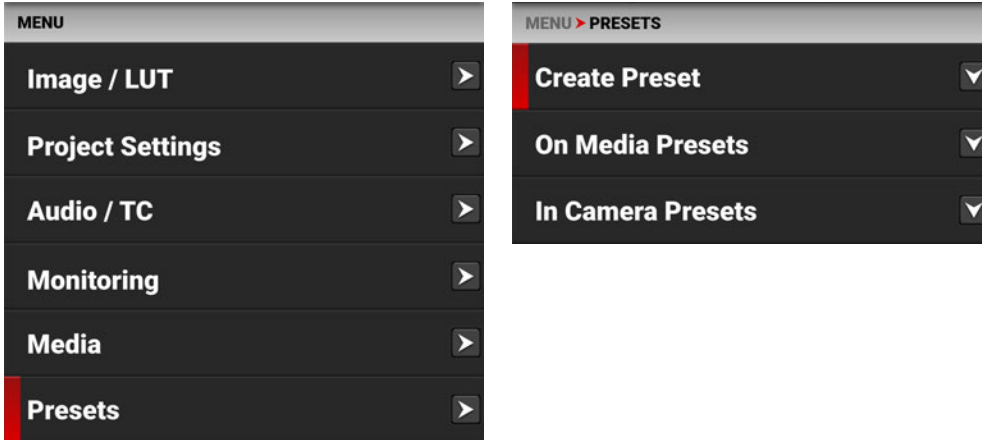 MENU
Image / LUT
Project Settings
Audio / TC
Monitoring
Media
Presets
MENU > PRESETS
Create Preset
On Media Presets
In Camera Presets